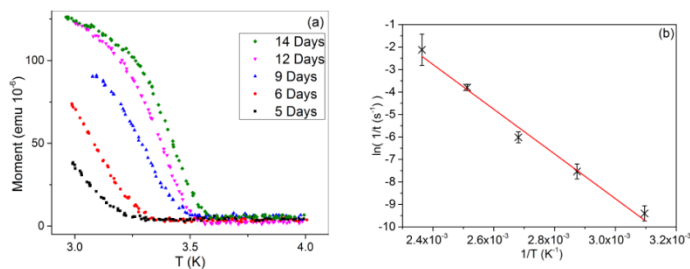 (a)
14 Days
12 Days
9 Days
6 Days
5 Days
100
50
0
Moment (emu 10⁻⁶)
3.0
3.5
4.0
T (K)
(b)
-1
-2
-3
-4
-5
-6
-7
-8
-9
-10
ln( 1/t (s⁻¹))
2.4x10⁻³
2.6x10⁻³
2.8x10⁻³
3.0x10⁻³
3.2x10⁻³
1/T (K⁻¹)